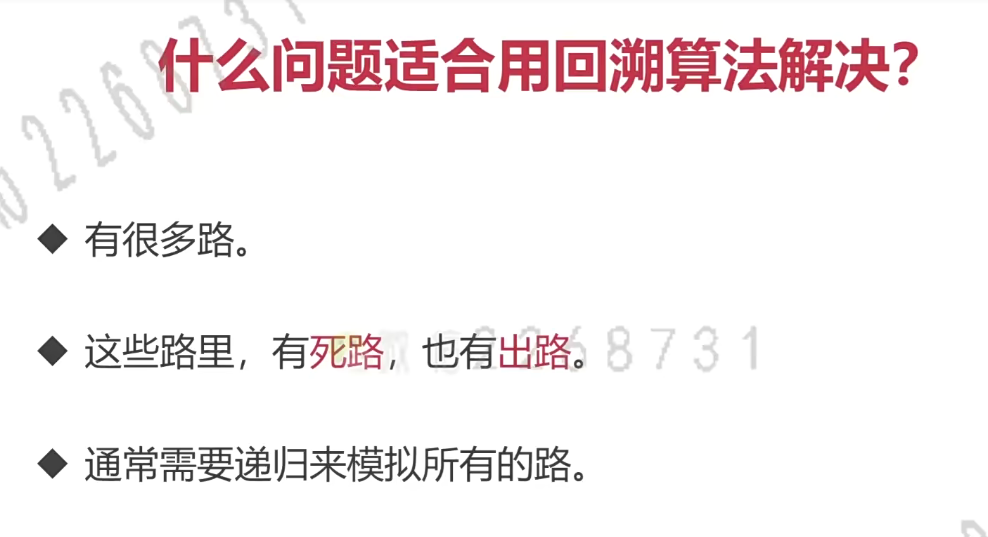 什么问题适合用回溯算法解决?
有很多路。
这些路里，有死路，也有出路。
通常需要递归来模拟所有的路。